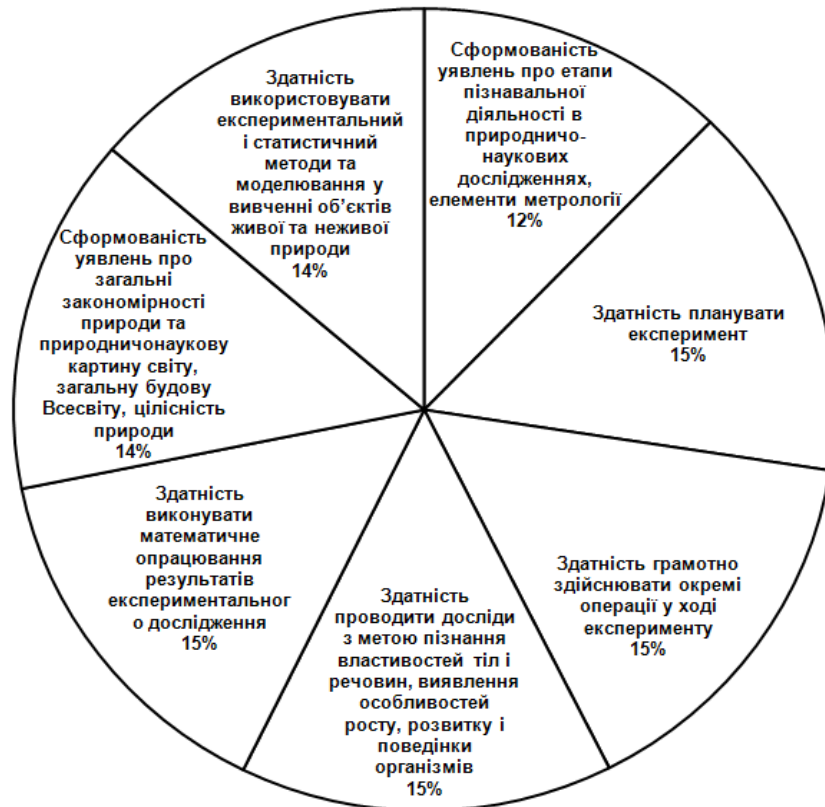 Сформованість
уявлень про етапи
пізнавальної
діяльності в
природничо-
наукових
дослідженнях,
елементи метрології
12%
Здатність планувати
експеримент
15%
Здатність грамотно
здійснювати окремі
операції у ході
експерименту
15%
Здатність
проводити досліди
з метою пізнання
властивостей тіл і
речовин, виявлення
особливостей
росту, розвитку і
поведінки
організмів
15%
Здатність
виконувати
математичне
опрацювання
результатів
експериментальног
о дослідження
15%
Сформованість
уявлень про
загальні
закономірності
природи та
природничонаукову
картину світу,
загальну будову
Всесвіту, цілісність
природи
14%
Здатність
використовувати
експериментальний
і статистичний
методи та
моделювання у
вивченні об’єктів
живої та неживої
природи
14%